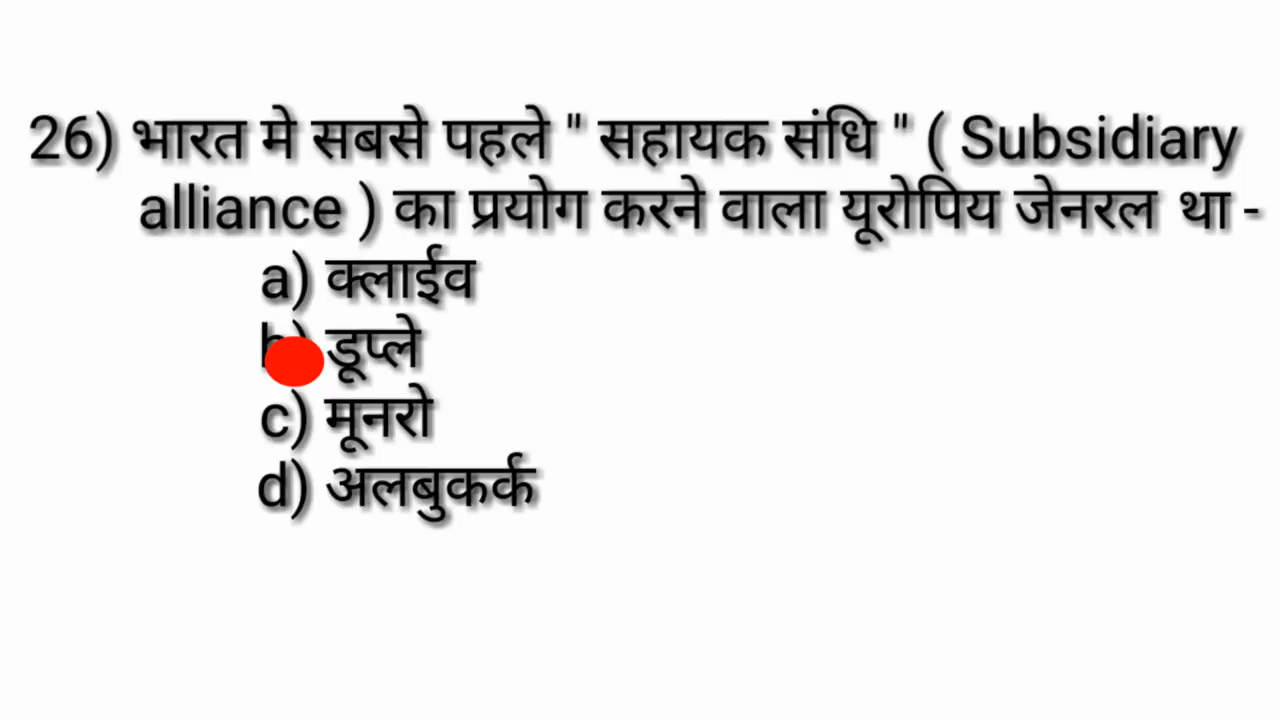 26) भारत मे सबसे पहले " सहायक संधि " ( Subsidiary
alliance ) का प्रयोग करने वाला यूरोपिय जेनरल था -
a) क्लाईव
b) डूप्ले
c) मूनरो
d) अलबुकर्क